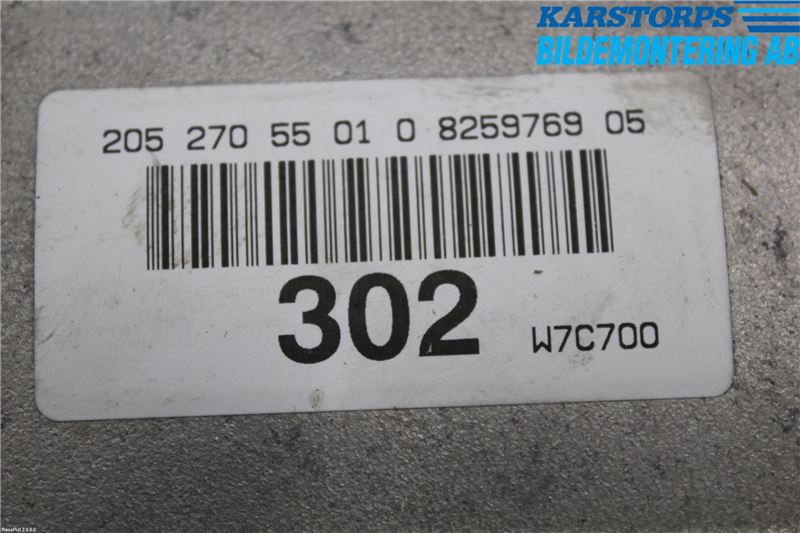 KARSTORPS
BILDEMONTERING AB
205 270 55 01 0 8259769 05
302 W7C700